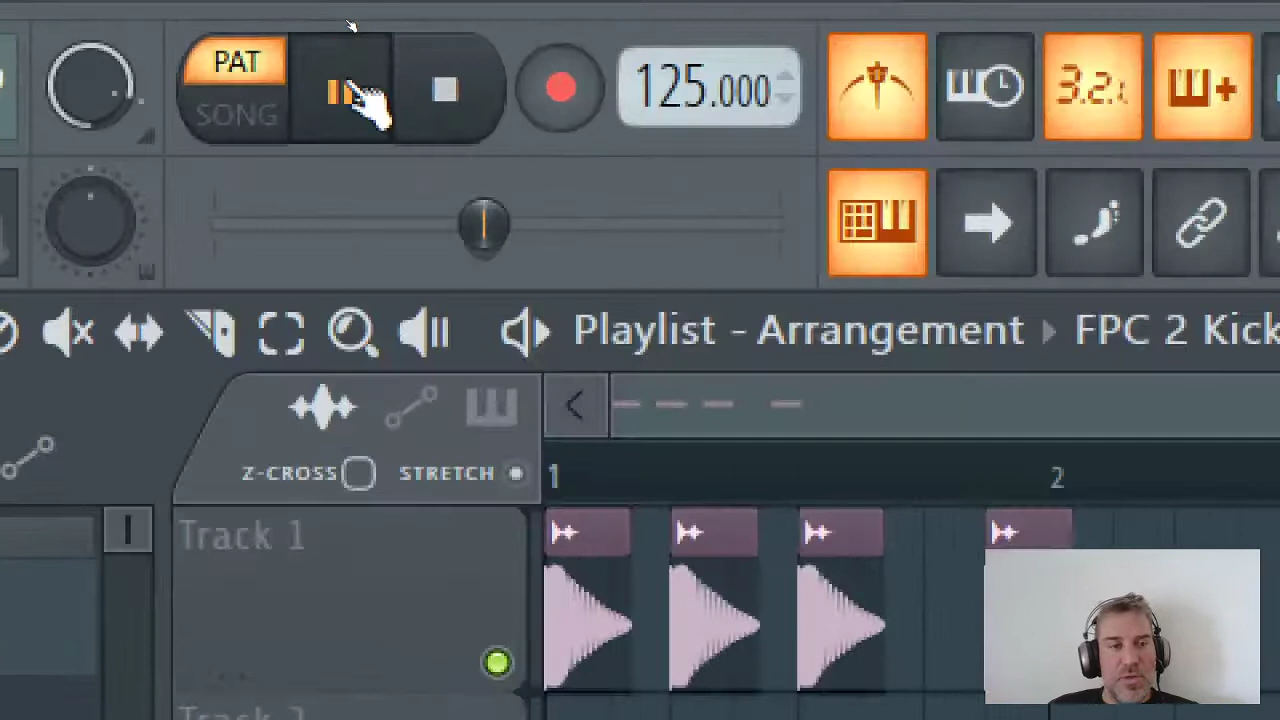 PAT
SONG
125.000
3.2.
Playlist - Arrangement ▸ FPC 2 Kick
Z-CROSS
STRETCH
1
2
Track 1